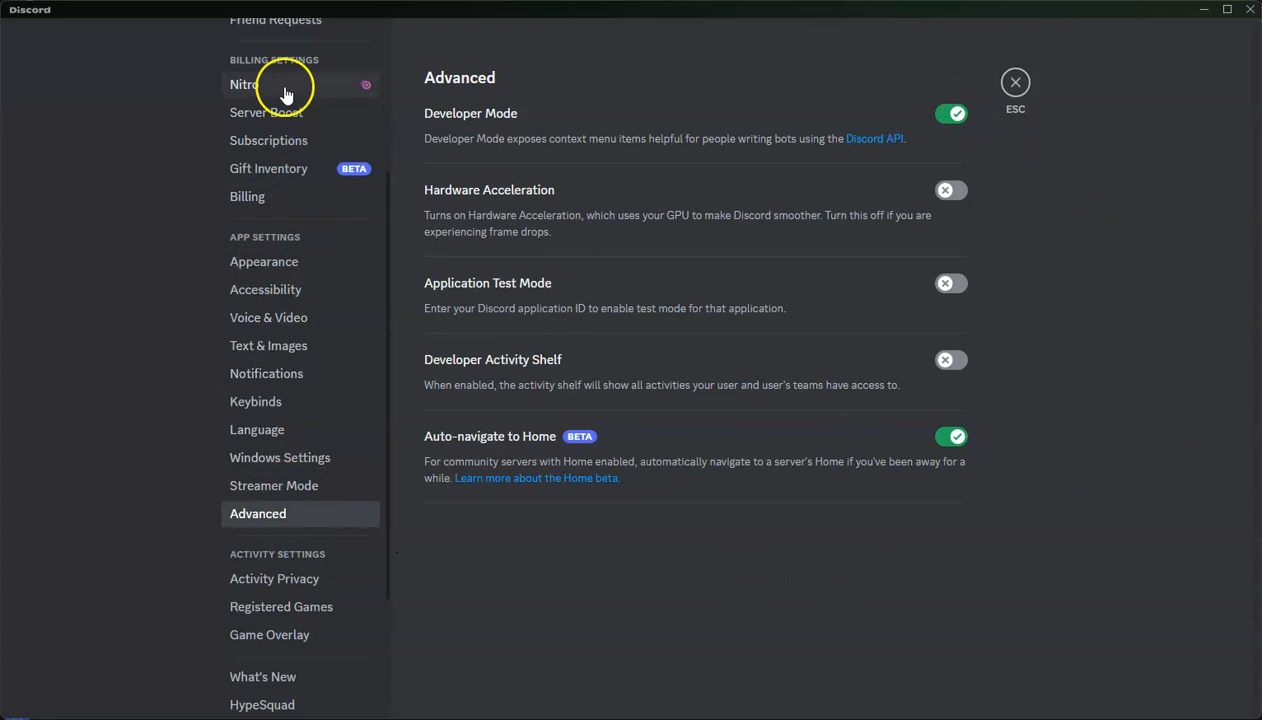 Discord
Friend Requests
BILLING SETTINGS
Nitro
Server Boost
Subscriptions
Gift Inventory BETA
Billing
APP SETTINGS
Appearance
Accessibility
Voice & Video
Text & Images
Notifications
Keybinds
Language
Windows Settings
Streamer Mode
Advanced
ACTIVITY SETTINGS
Activity Privacy
Registered Games
Game Overlay
What's New
HypeSquad
Advanced
ESC
Developer Mode
Developer Mode exposes context menu items helpful for people writing bots using the Discord API.
Hardware Acceleration
Turns on Hardware Acceleration, which uses your GPU to make Discord smoother. Turn this off if you are
experiencing frame drops.
Application Test Mode
Enter your Discord application ID to enable test mode for that application.
Developer Activity Shelf
When enabled, the activity shelf will show all activities your user and user's teams have access to.
Auto-navigate to Home BETA
For community servers with Home enabled, automatically navigate to a server's Home if you've been away for a
while. Learn more about the Home beta.